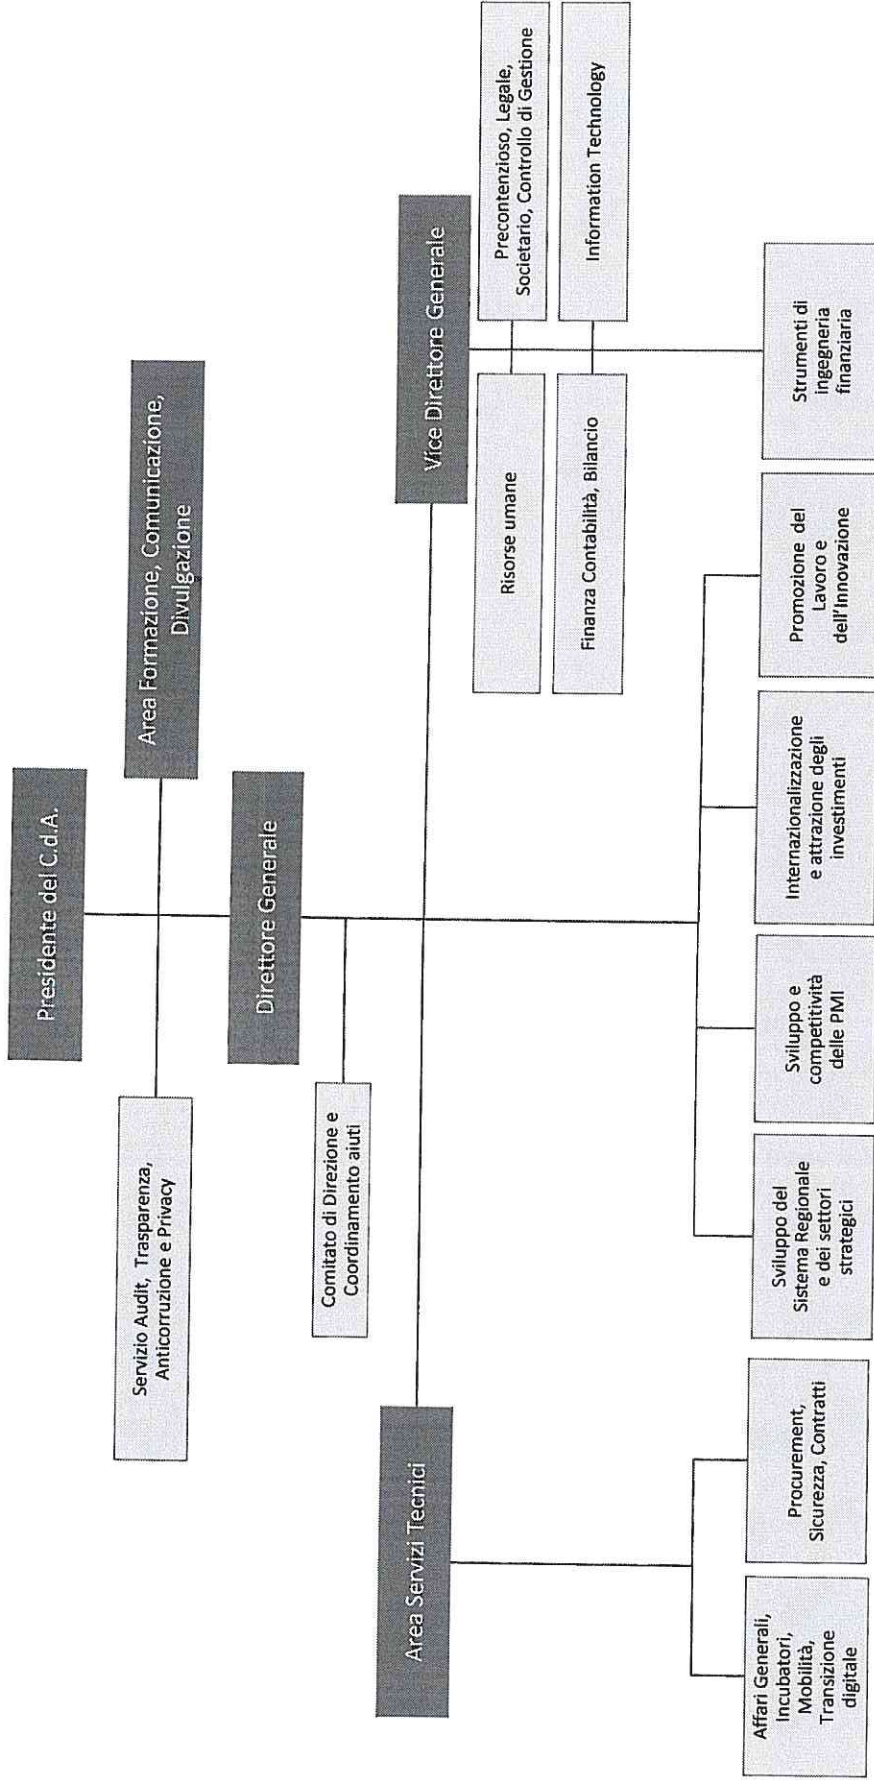 Presidente del C.d.A.
Servizio Audit, Trasparenza,
Anticorruzione e Privacy
Area Formazione, Comunicazione,
Divulgazione
Direttore Generale
Comitato di Direzione e
Coordinamento aiuti
Area Servizi Tecnici
Vice Direttore Generale
Risorse umane
Precontenzioso, Legale,
Societario, Controllo di Gestione
Finanza Contabilità, Bilancio
Information Technology
Affari Generali,
Incubatori,
Mobilità,
Transizione
digitale
Procurement,
Sicurezza, Contratti
Sviluppo del
Sistema Regionale
e dei settori
strategici
Sviluppo e
competitività
delle PMI
Internazionalizzazione
e attrazione degli
investimenti
Promozione del
Lavoro e
dell'Innovazione
Strumenti di
ingegneria
finanziaria